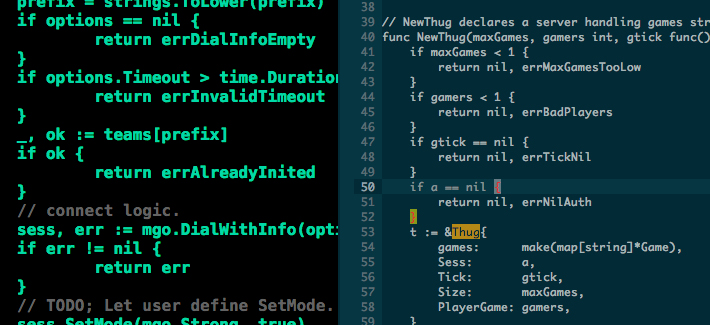 prefix = strings.ToLower(prefix)
if options == nil {
return errDialInfoEmpty
}
if options.Timeout > time.Duration
return errInvalidTimeout
}
_, ok := teams[prefix]
if ok {
return errAlreadyInited
}
// connect logic.
sess, err := mgo.DialWithInfo(opti
if err != nil {
return err
}
// TODO; Let user define SetMode.
sess.SetMode(mgo.Strong, true)
38
39 // NewThug declares a server handling games str
40 func NewThug(maxGames, gamers int, gtick func()
41 if maxGames < 1 {
42 return nil, errMaxGamesTooLow
43 }
44 if gamers < 1 {
45 return nil, errBadPlayers
46 }
47 if gtick == nil {
48 return nil, errTickNil
49 }
50 if a == nil {
51 return nil, errNilAuth
52 }
53 t := &Thug{
54 games: make(map[string]*Game),
55 Sess: a,
56 Tick: gtick,
57 Size: maxGames,
58 PlayerGame: gamers,
59 }